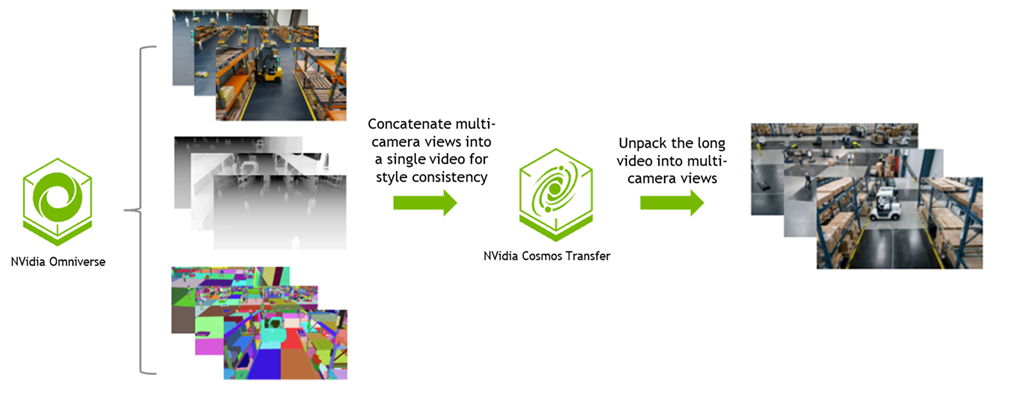 NVidia Omniverse
Concatenate multi-
camera views into
a single video for
style consistency
NVidia Cosmos Transfer
Unpack the long
video into multi-
camera views